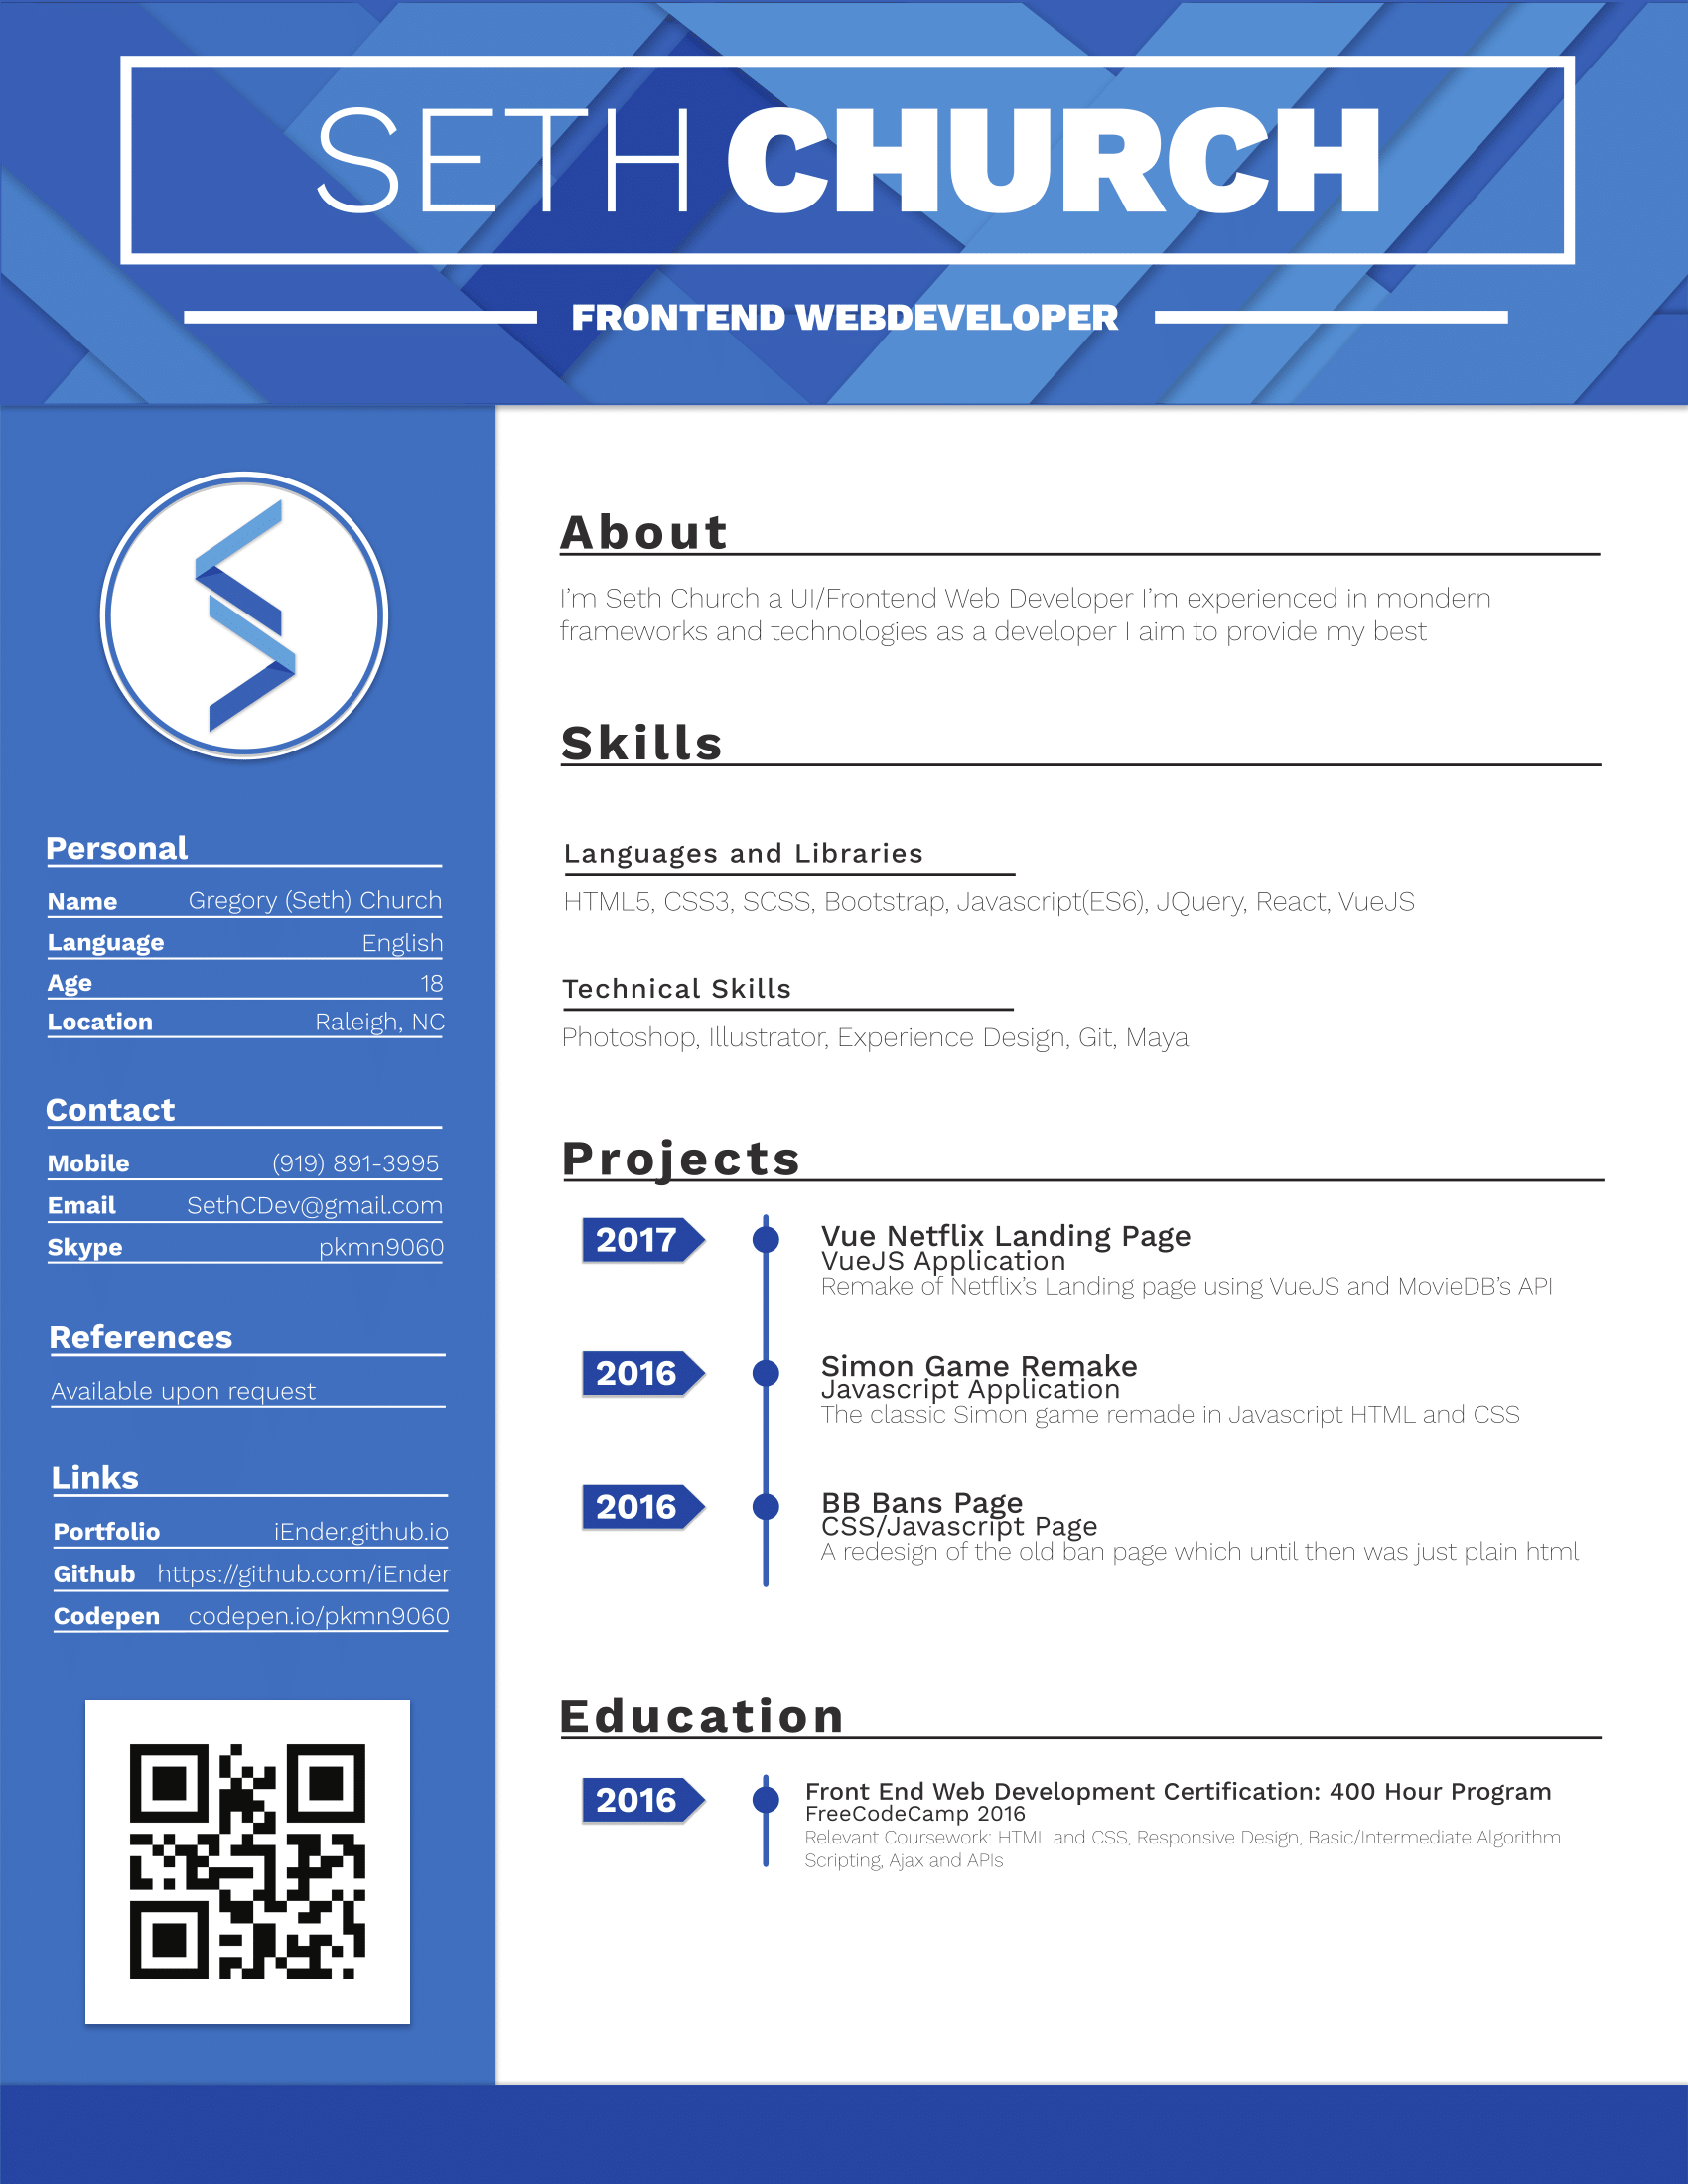 SETH CHURCH
FRONTEND WEBDEVELOPER
Personal
Name Gregory (Seth) Church
Language English
Age 18
Location Raleigh, NC
Contact
Mobile (919) 891-3995
Email SethCDev@gmail.com
Skype pkmn9060
References
Available upon request
Links
Portfolio iEnder.github.io
Github https://github.com/iEnder
Codepen codepen.io/pkmn9060
About
I'm Seth Church a UI/Frontend Web Developer I'm experienced in mondern
frameworks and technologies as a developer I aim to provide my best
Skills
Languages and Libraries
HTML5, CSS3, SCSS, Bootstrap, Javascript(ES6), JQuery, React, VueJS
Technical Skills
Photoshop, Illustrator, Experience Design, Git, Maya
Projects
2017
Vue Netflix Landing Page
VueJS Application
Remake of Netflix's Landing page using VueJS and MovieDB's API
2016
Simon Game Remake
Javascript Application
The classic Simon game remade in Javascript HTML and CSS
2016
BB Bans Page
CSS/Javascript Page
A redesign of the old ban page which until then was just plain html
Education
2016
Front End Web Development Certification: 400 Hour Program
FreeCodeCamp 2016
Relevant Coursework: HTML and CSS, Responsive Design, Basic/Intermediate Algorithm
Scripting, Ajax and APIs